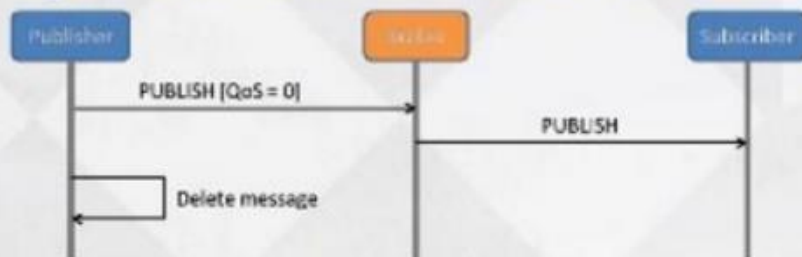 Publisher
Subscriber
PUBLISH [QoS = 0]
PUBLISH
Delete message